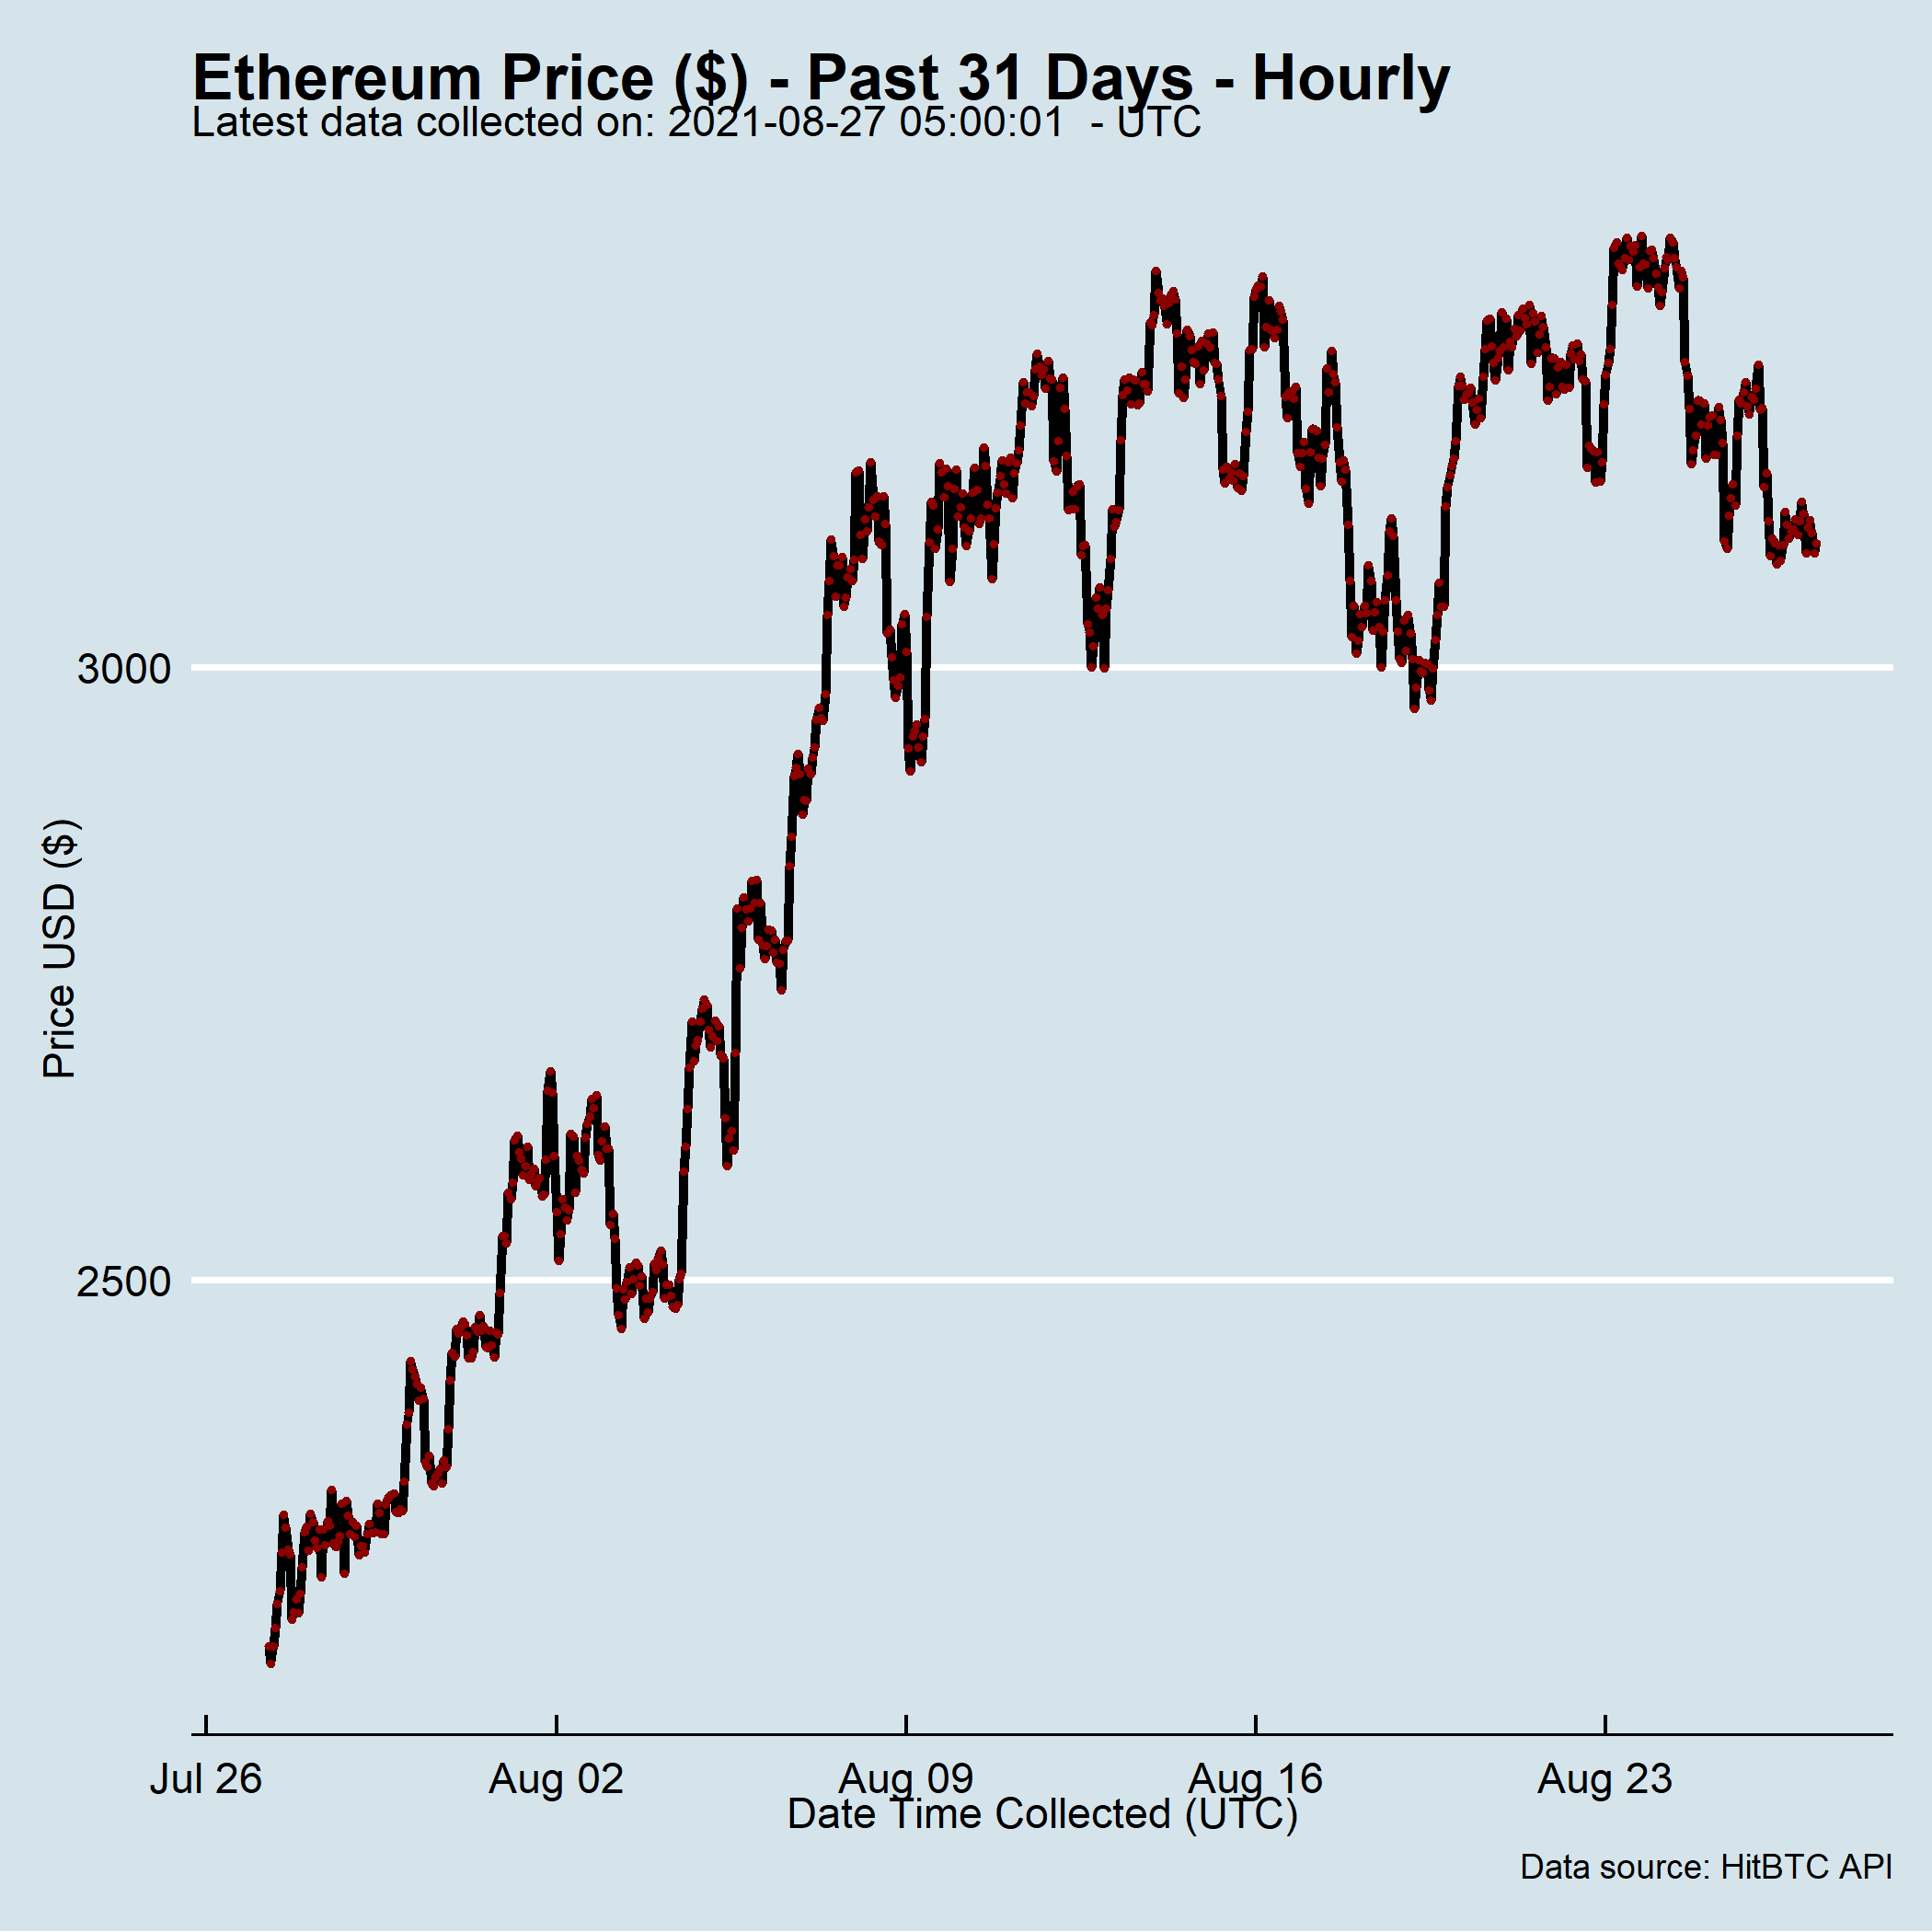 Ethereum Price ($) - Past 31 Days - Hourly
Latest data collected on: 2021-08-27 05:00:01  - UTC
3000
2500
Price USD ($)
Jul 26
Aug 02
Aug 09
Aug 16
Aug 23
Date Time Collected (UTC)
Data source: HitBTC API